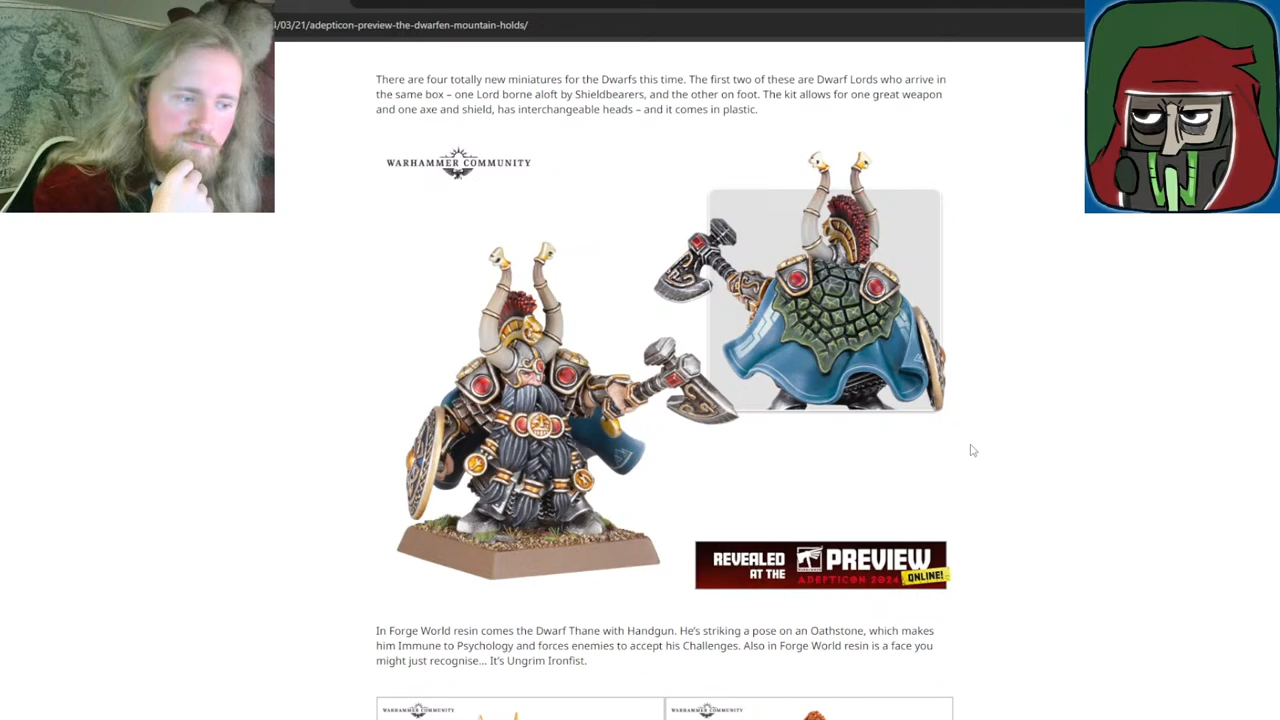 4/03/21/adepticon-preview-the-dwarfen-mountain-holds/
There are four totally new miniatures for the Dwarfs this time. The first two of these are Dwarf Lords who arrive in
the same box – one Lord borne aloft by Shieldbearers, and the other on foot. The kit allows for one great weapon
and one axe and shield, has interchangeable heads – and it comes in plastic.
WARHAMMER COMMUNITY
REVEALED
AT THE
PREVIEW
ADEPTICON 2024
ONLINE!
In Forge World resin comes the Dwarf Thane with Handgun. He's striking a pose on an Oathstone, which makes
him Immune to Psychology and forces enemies to accept his Challenges. Also in Forge World resin is a face you
might just recognise… It's Ungrim Ironfist.
WARHAMMER COMMUNITY
WARHAMMER COMMUNITY